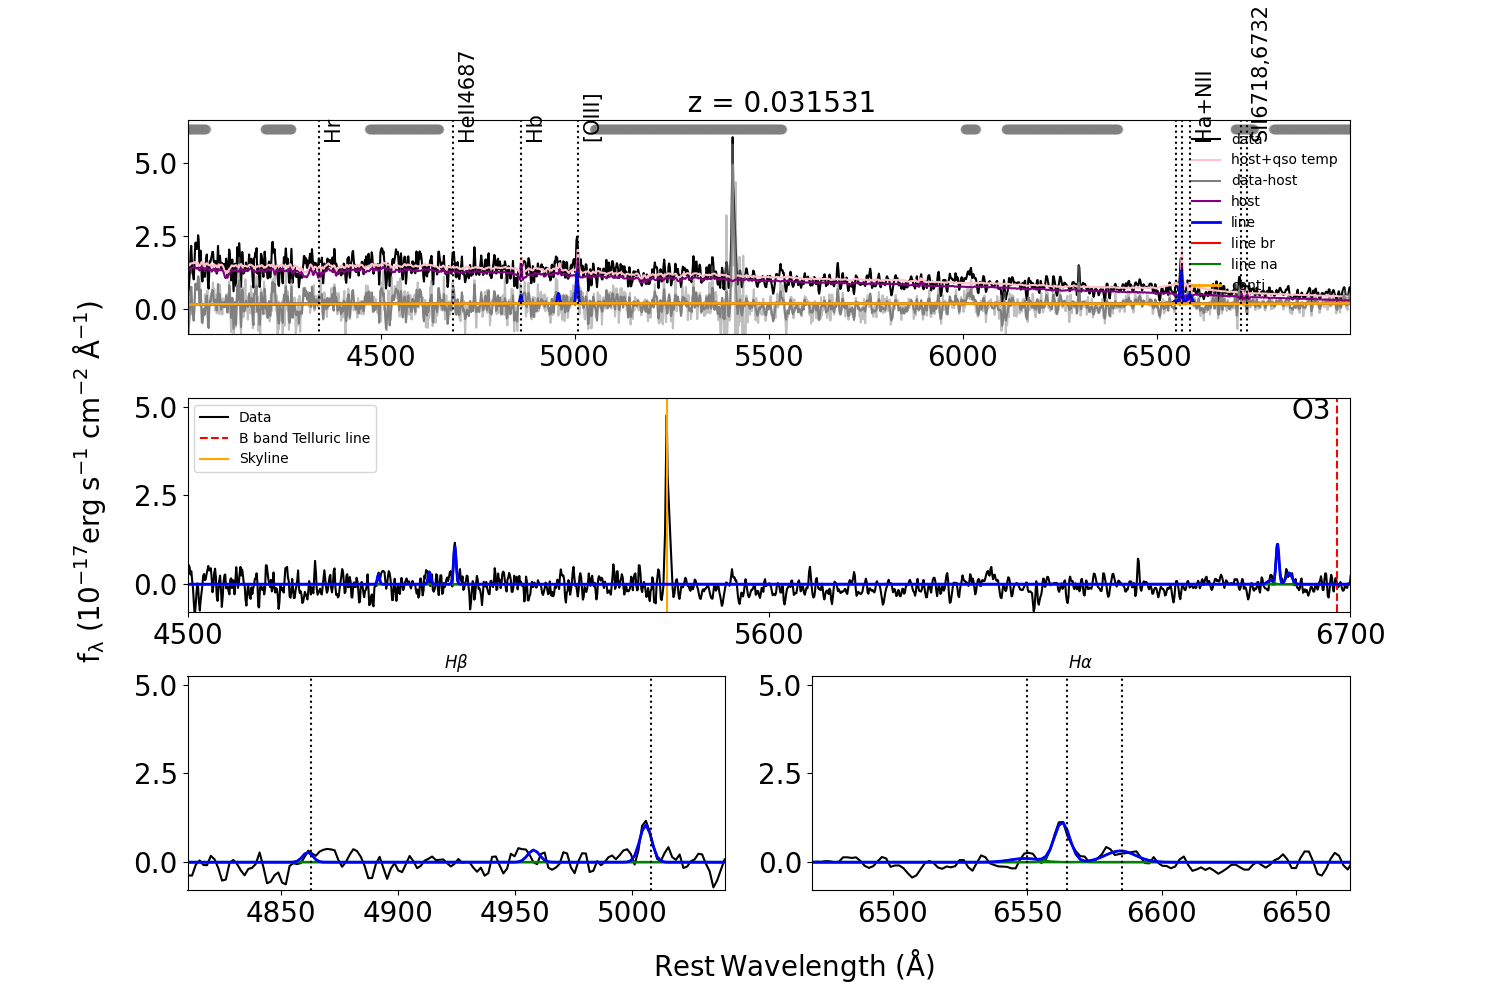 z = 0.031531
Hr
HeII4687
Hb
[OIII]
Ha+NII
SII6718,6732
data
host+qso temp
data-host
host
line
line br
line na
conti
5.0
2.5
0.0
4500 5000 5500 6000 6500
fλ (10−17erg s−1 cm−2 Å−1)
Data
B band Telluric line
Skyline
O3
5.0
2.5
0.0
4500 5600 6700
Hβ
5.0
2.5
0.0
4850 4900 4950 5000
Hα
5.0
2.5
0.0
6500 6550 6600 6650
Rest Wavelength (Å)